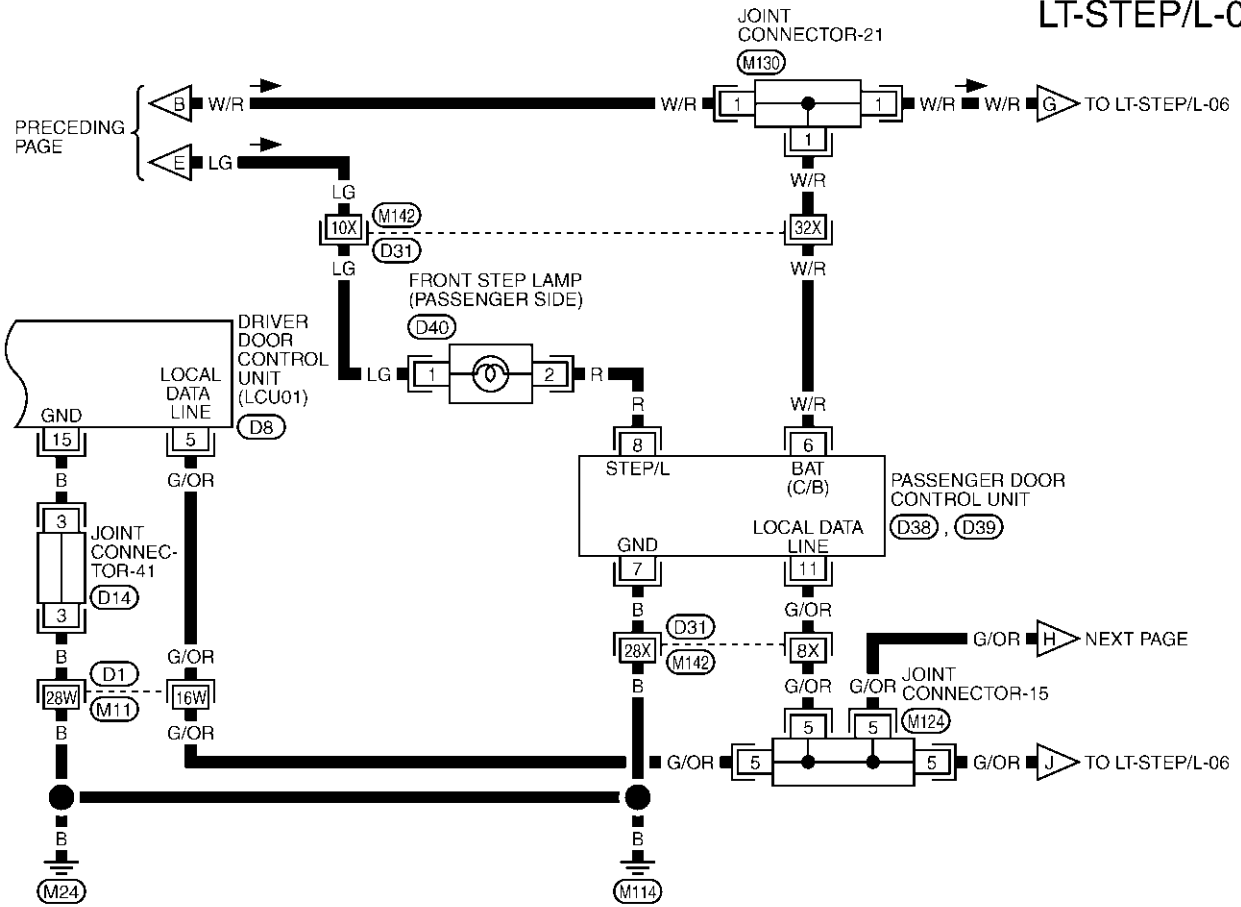 LT-STEP/L-0
JOINT
CONNECTOR-21
M130
B W/R W/R 1 1 W/R W/R G TO LT-STEP/L-06
PRECEDING
PAGE
1
E LG
W/R
LG
10X M142 32X
D31
LG W/R
FRONT STEP LAMP
(PASSENGER SIDE)
D40
DRIVER
DOOR
CONTROL
UNIT
(LCU01)
D8
LG 1 2 R
LOCAL
DATA
LINE
GND
R W/R
15 5
8 6
B G/OR
STEP/L BAT
(C/B)
PASSENGER DOOR
CONTROL UNIT
D38 , D39
3
JOINT
CONNEC-
TOR-41
D14
3
LOCAL DATA
LINE
GND
7 11
B G/OR
B G/OR
D31
28X 8X
M142
G/OR H NEXT PAGE
D1
28W 16W
M11
B G/OR G/OR
JOINT
CONNECTOR-15
M124
B G/OR
5 5
G/OR 5 5 G/OR J TO LT-STEP/L-06
B B
M24 M114